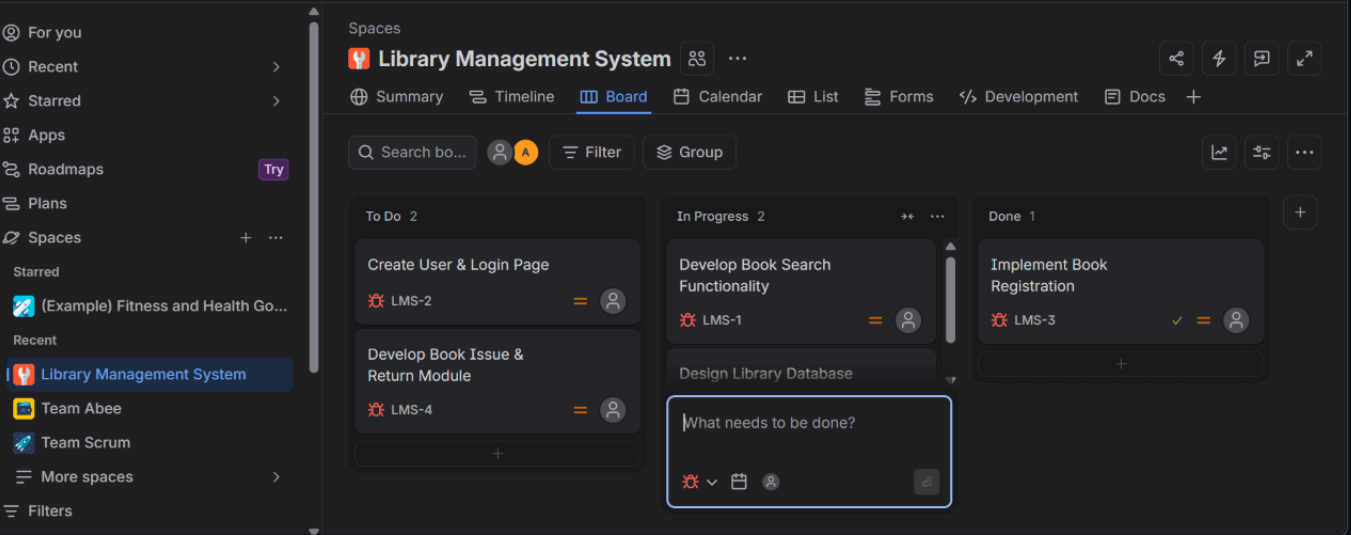 For you
Recent
Starred
Apps
Roadmaps
Try
Plans
Spaces
Starred
(Example) Fitness and Health Go...
Recent
Library Management System
Team Abee
Team Scrum
More spaces
Filters
Spaces
Library Management System
Summary
Timeline
Board
Calendar
List
Forms
Development
Docs
Search bo...
A
Filter
Group
To Do 2
Create User & Login Page
LMS-2
Develop Book Issue &
Return Module
LMS-4
In Progress 2
Develop Book Search
Functionality
LMS-1
Design Library Database
What needs to be done?
Done 1
Implement Book
Registration
LMS-3